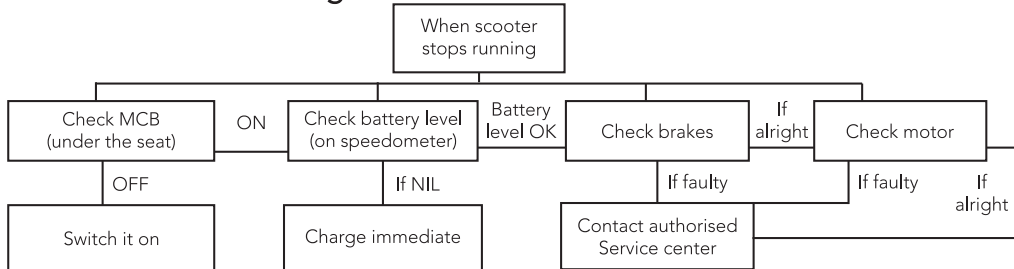 When scooter
stops running
Check MCB
(under the seat)
ON
Check battery level
(on speedometer)
Battery
level OK
Check brakes
If
alright
Check motor
OFF
If NIL
If faulty
If faulty
If
alright
Switch it on
Charge immediate
Contact authorised
Service center